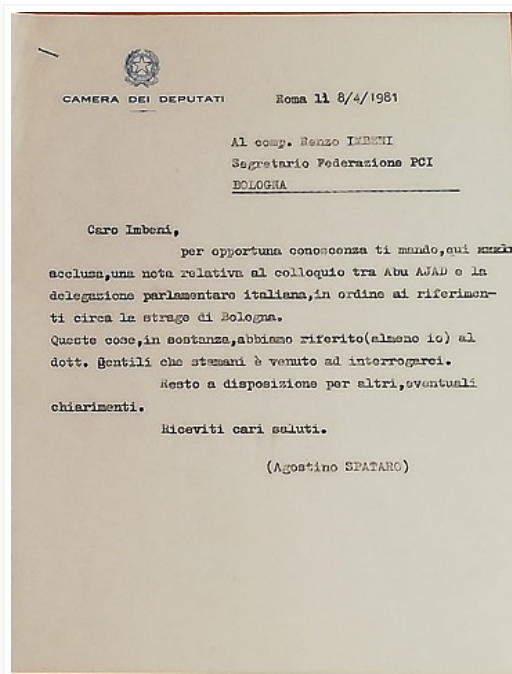 CAMERA DEI DEPUTATI
Roma lì 8/4/1981
Al comp. Renzo IMBENI
Segretario Federazione PCI
BOLOGNA
Caro Imbeni,
per opportuna conoscenza ti mando,qui
acclusa,una nota relativa al colloquio tra Abu AJAD e la
delegazione parlamentare italiana,in ordine ai riferimen-
ti circa la strage di Bologna.
Queste cose,in sostanza,abbiamo riferito(almeno io) al
dott. Gentili che stamani è venuto ad interrogarci.
Resto a disposizione per altri,eventuali
chiarimenti.
Riceviti cari saluti.
(Agostino SPATARO)